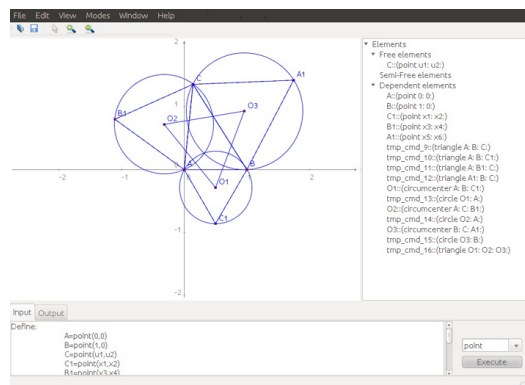 File Edit View Modes Window Help
2
C
A1
1
B1
O2
O3
-2
-1
0
A
B
1
2
O1
C1
-1
-2
Elements
Free elements
C::(point u1: u2:)
Semi-Free elements
Dependent elements
A::(point 0: 0:)
B::(point 1: 0:)
C1::(point x1: x2:)
B1::(point x3: x4:)
A1::(point x5: x6:)
tmp_cmd_9::(triangle A: B: C:)
tmp_cmd_10::(triangle A: B: C1:)
tmp_cmd_11::(triangle A: B1: C:)
tmp_cmd_12::(triangle A1: B: C:)
O1::(circumcenter A: B: C1:)
tmp_cmd_13::(circle O1: A:)
O2::(circumcenter A: C: B1:)
tmp_cmd_14::(circle O2: A:)
O3::(circumcenter B: C: A1:)
tmp_cmd_15::(circle O3: B:)
tmp_cmd_16::(triangle O1: O2: O3:)
Input Output
Define:
A=point(0,0)
B=point(1,0)
C=point(u1,u2)
C1=point(x1,x2)
B1=point(x3,x4)
point
Execute